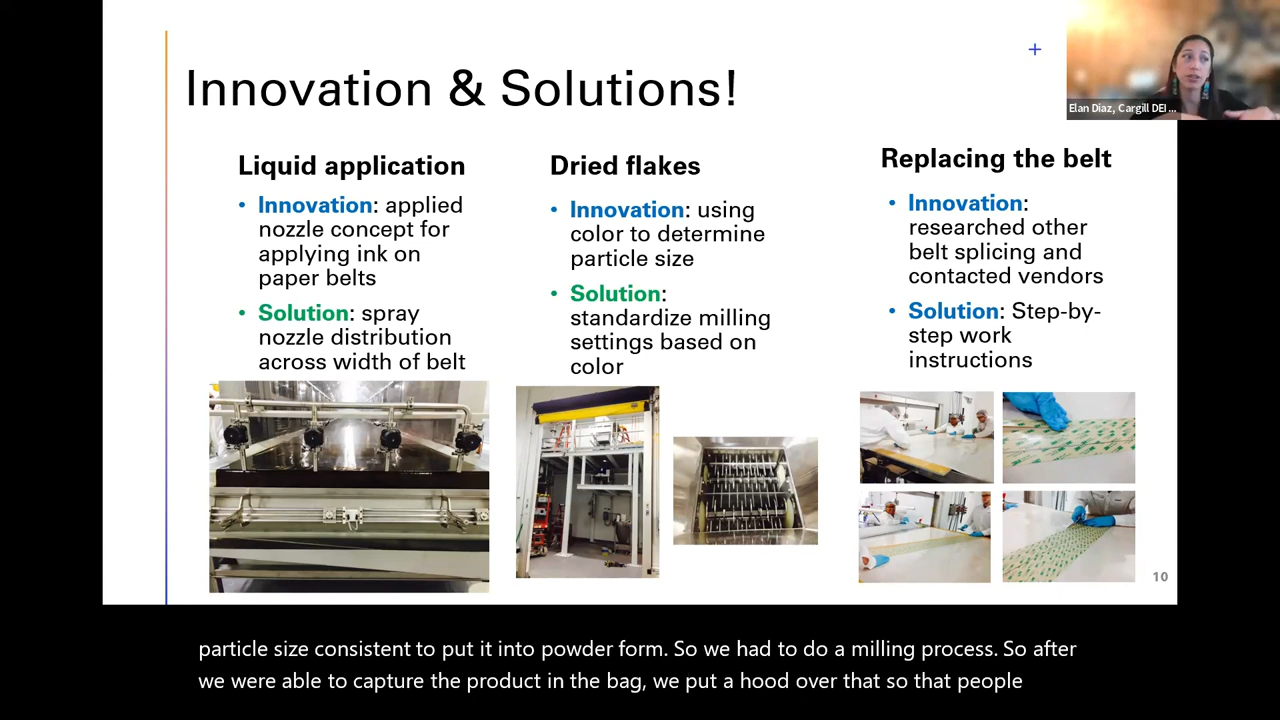 Innovation & Solutions!
Elan Diaz, Cargill DEI ...
Liquid application
• Innovation: applied
nozzle concept for
applying ink on
paper belts
• Solution: spray
nozzle distribution
across width of belt
Dried flakes
• Innovation: using
color to determine
particle size
• Solution:
standardize milling
settings based on
color
Replacing the belt
• Innovation:
researched other
belt splicing and
contacted vendors
• Solution: Step-by-
step work
instructions
10
particle size consistent to put it into powder form. So we had to do a milling process. So after
we were able to capture the product in the bag, we put a hood over that so that people